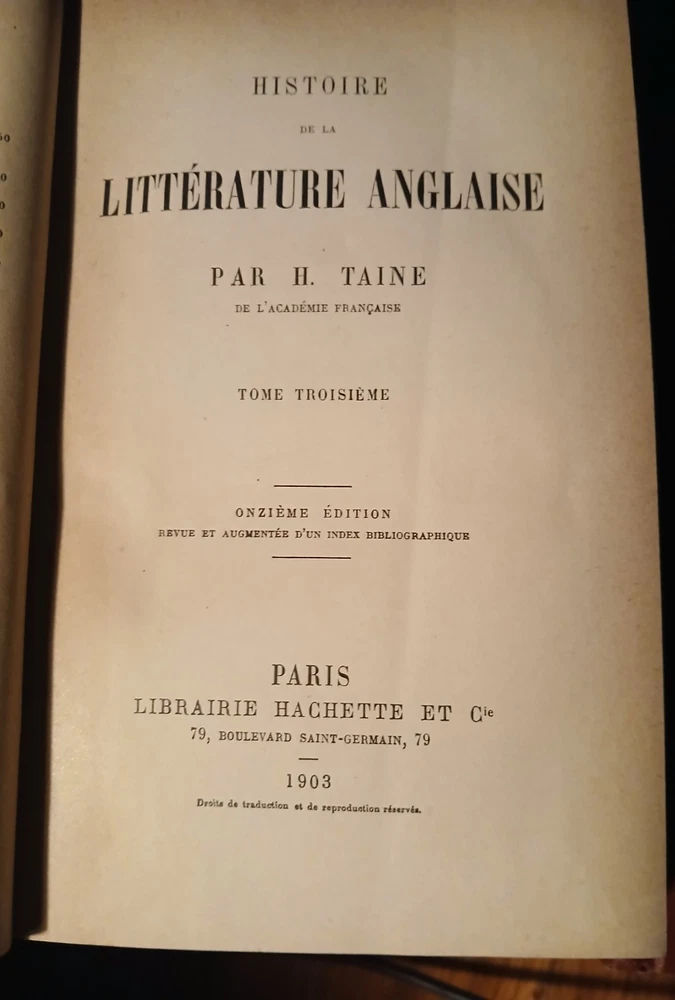 HISTOIRE
DE LA
LITTÉRATURE ANGLAISE
PAR H. TAINE
DE L'ACADÉMIE FRANÇAISE
TOME TROISIÈME
ONZIÈME ÉDITION
REVUE ET AUGMENTÉE D'UN INDEX BIBLIOGRAPHIQUE
PARIS
LIBRAIRIE HACHETTE ET Cie
79, BOULEVARD SAINT-GERMAIN, 79
1903
Droits de traduction et de reproduction réservés.